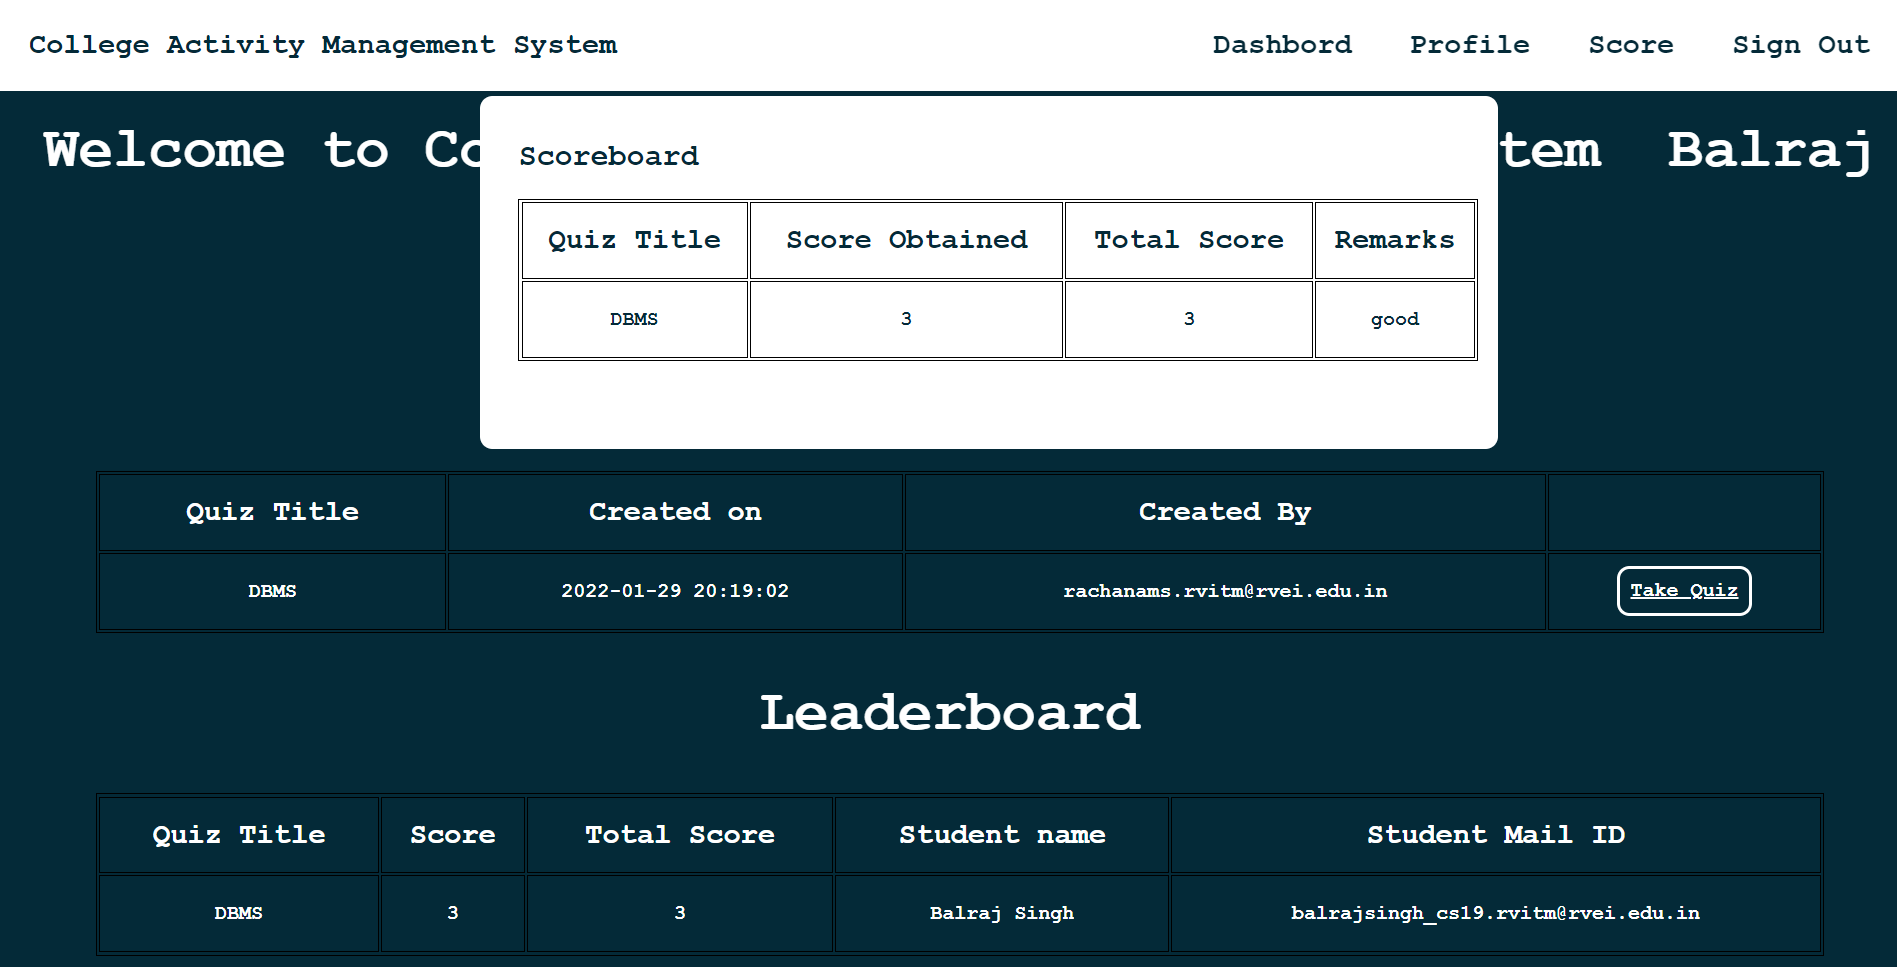 College Activity Management System Dashbord Profile Score Sign Out
Welcome to tem Balraj
Scoreboard
Quiz Title Score Obtained Total Score Remarks
DBMS 3 3 good
Quiz Title Created on Created By
DBMS 2022-01-29 20:19:02 rachanams.rvitm@rvei.edu.in Take Quiz
Leaderboard
Quiz Title Score Total Score Student name Student Mail ID
DBMS 3 3 Balraj Singh balrajsingh_cs19.rvitm@rvei.edu.in